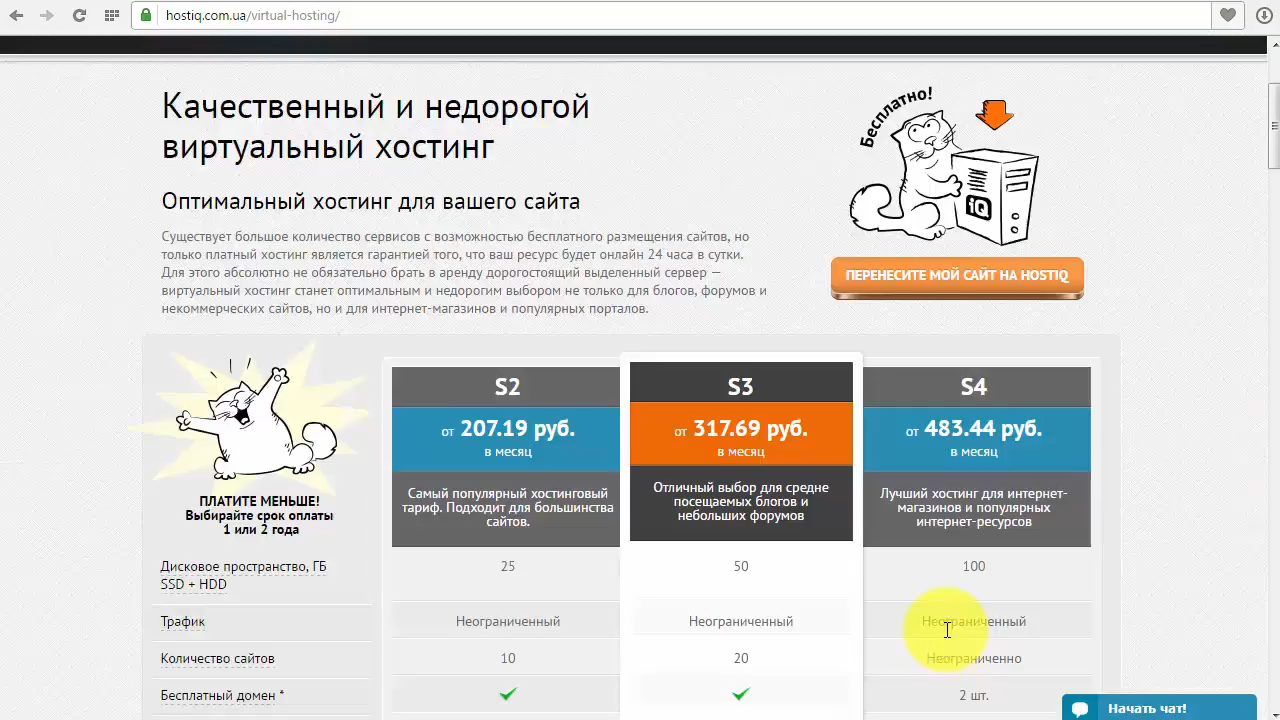 hostiq.com.ua/virtual-hosting/
Качественный и недорогой
виртуальный хостинг
Бесплатно!
iQ
Оптимальный хостинг для вашего сайта
Существует большое количество сервисов с возможностью бесплатного размещения сайтов, но
только платный хостинг является гарантией того, что ваш ресурс будет онлайн 24 часа в сутки.
Для этого абсолютно не обязательно брать в аренду дорогостоящий выделенный сервер —
виртуальный хостинг станет оптимальным и недорогим выбором не только для блогов, форумов и
некоммерческих сайтов, но и для интернет-магазинов и популярных порталов.
ПЕРЕНЕСИТЕ МОЙ САЙТ НА HOSTIQ
ПЛАТИТЕ МЕНЬШЕ!
Выбирайте срок оплаты
1 или 2 года
S2
от 207.19 руб.
в месяц
Самый популярный хостинговый
тариф. Подходит для большинства
сайтов.
S3
от 317.69 руб.
в месяц
Отличный выбор для средне
посещаемых блогов и
небольших форумов
S4
от 483.44 руб.
в месяц
Лучший хостинг для интернет-
магазинов и популярных
интернет-ресурсов
Дисковое пространство, ГБ
SSD + HDD
25
50
100
Трафик
Неограниченный
Неограниченный
Неограниченный
Количество сайтов
10
20
Неограниченно
Бесплатный домен *
2 шт.
Начать чат!